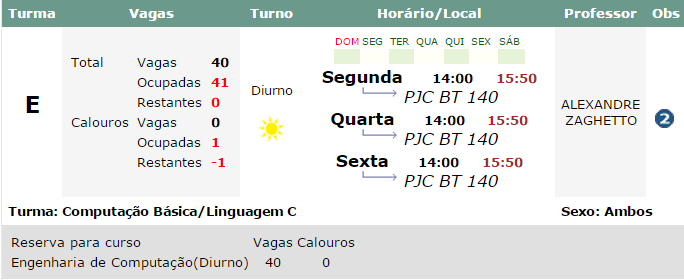 Turma Vagas Turno Horário/Local Professor Obs
DOM SEG TER QUA QUI SEX SÁB
Total Vagas 40
Ocupadas 41
Restantes 0
Calouros Vagas 0
Ocupadas 1
Restantes -1
E
Diurno
Segunda 14:00 15:50
PJC BT 140
Quarta 14:00 15:50
PJC BT 140
Sexta 14:00 15:50
PJC BT 140
ALEXANDRE
ZAGHETTO
2
Turma: Computação Básica/Linguagem C Sexo: Ambos
Reserva para curso Vagas Calouros
Engenharia de Computação(Diurno) 40 0